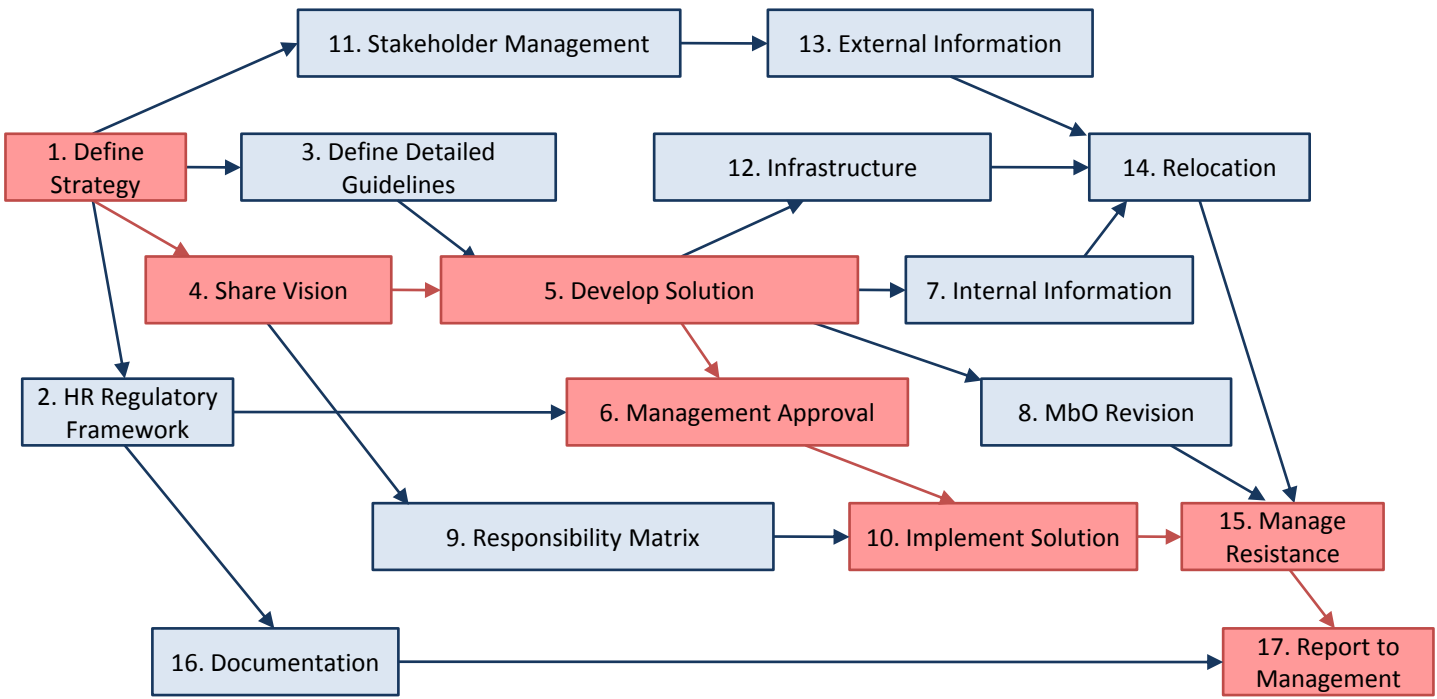 11. Stakeholder Management
13. External Information
1. Define
Strategy
3. Define Detailed
Guidelines
12. Infrastructure
14. Relocation
4. Share Vision
5. Develop Solution
7. Internal Information
2. HR Regulatory
Framework
6. Management Approval
8. MbO Revision
9. Responsibility Matrix
10. Implement Solution
15. Manage
Resistance
16. Documentation
17. Report to
Management